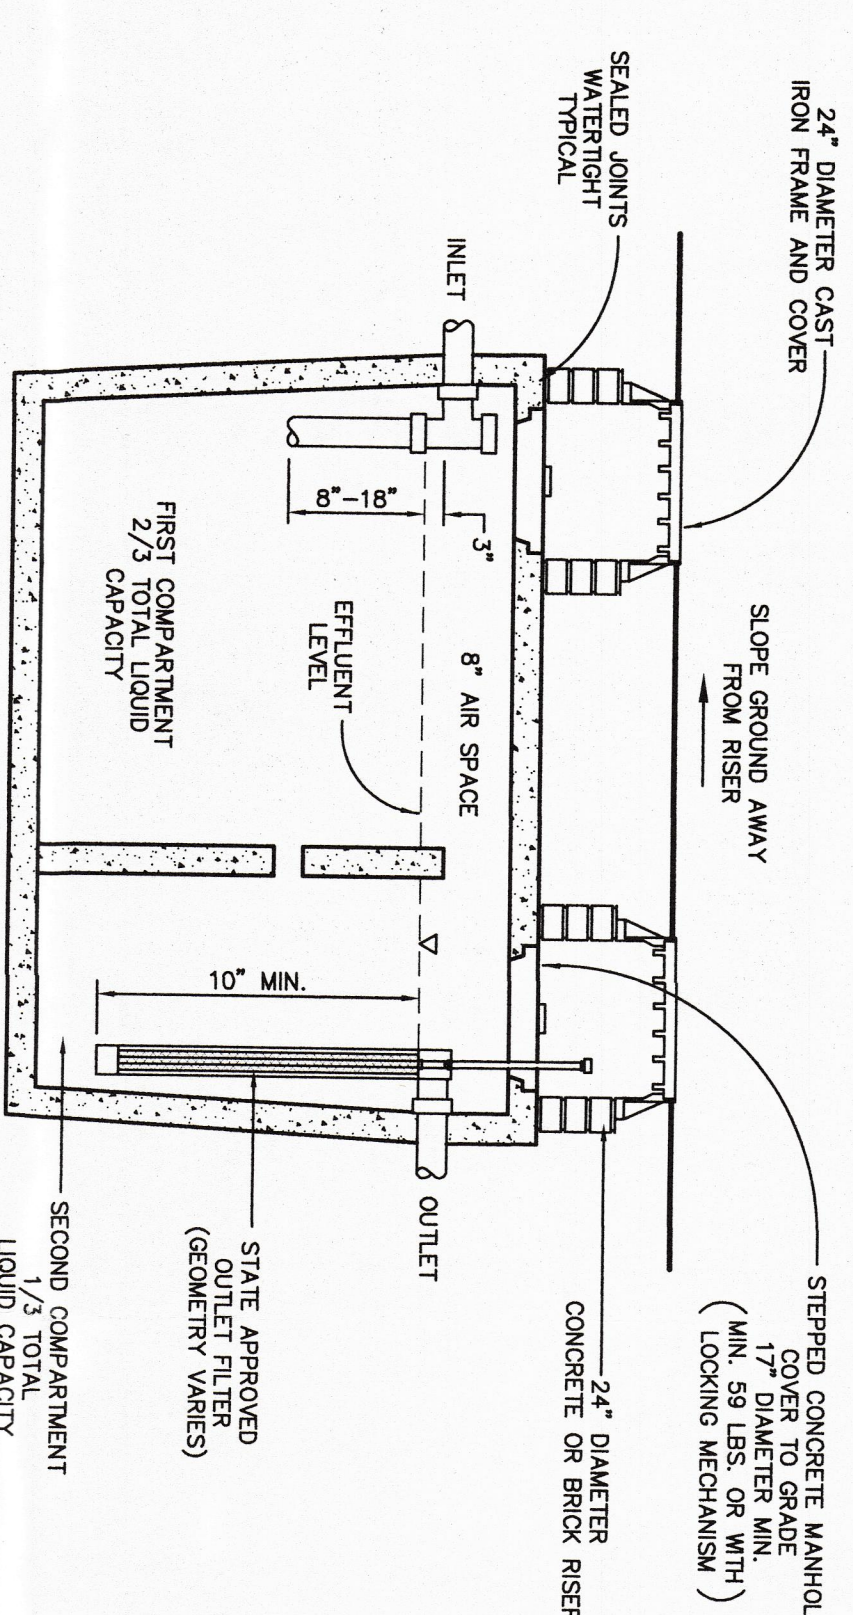 24" DIAMETER CAST
IRON FRAME AND COVER
SEALED JOINTS
WATERTIGHT
TYPICAL
INLET
SLOPE GROUND AWAY
FROM RISER
8"-18"
3"
8" AIR SPACE
EFFLUENT
LEVEL
FIRST COMPARTMENT
2/3 TOTAL LIQUID
CAPACITY
10" MIN.
OUTLET
STEPPED CONCRETE MANHOL
COVER TO GRADE
17" DIAMETER MIN.
(MIN. 59 LBS. OR WITH
LOCKING MECHANISM)
24" DIAMETER
CONCRETE OR BRICK RISER
STATE APPROVED
OUTLET FILTER
(GEOMETRY VARIES)
SECOND COMPARTMENT
1/3 TOTAL
LIQUID CAPACITY